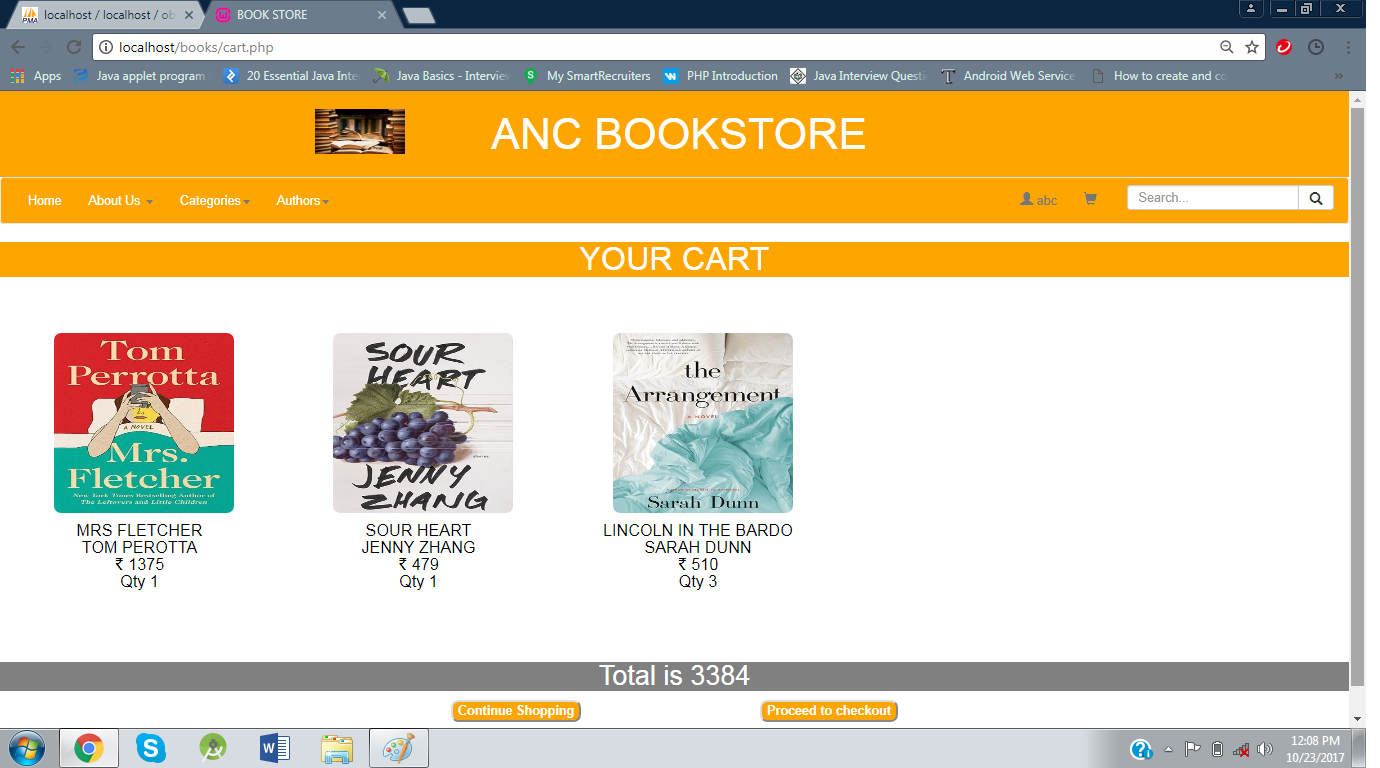 localhost / localhost / ob
BOOK STORE
localhost/books/cart.php
Apps
Java applet program
20 Essential Java Inte
Java Basics - Interview
My SmartRecruiters
PHP Introduction
Java Interview Questi
Android Web Service
How to create and co
ANC BOOKSTORE
Home
About Us
Categories
Authors
abc
Search...
YOUR CART
Tom
Perrotta
A NOVEL
Mrs.
Fletcher
New York Times Bestselling Author of
The Leftovers and Little Children
MRS FLETCHER
TOM PEROTTA
₹ 1375
Qty 1
SOUR
HEART
JENNY
ZHANG
SOUR HEART
JENNY ZHANG
₹ 479
Qty 1
the
Arrangement
A NOVEL
Sarah Dunn
LINCOLN IN THE BARDO
SARAH DUNN
₹ 510
Qty 3
Total is 3384
Continue Shopping
Proceed to checkout
12:08 PM
10/23/2017